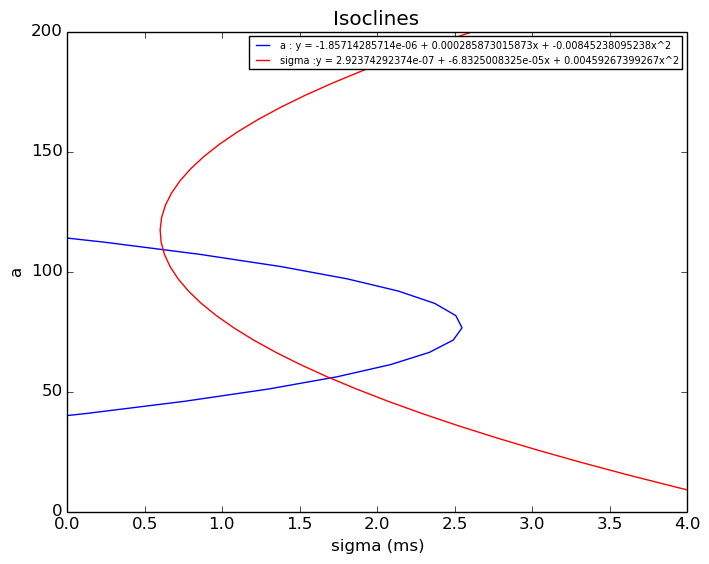 Isoclines
a : y = -1.85714285714e-06 + 0.000285873015873x + -0.00845238095238x^2
sigma :y = 2.92374292374e-07 + -6.8325008325e-05x + 0.00459267399267x^2
200
150
100
50
0
a
0.0 0.5 1.0 1.5 2.0 2.5 3.0 3.5 4.0
sigma (ms)